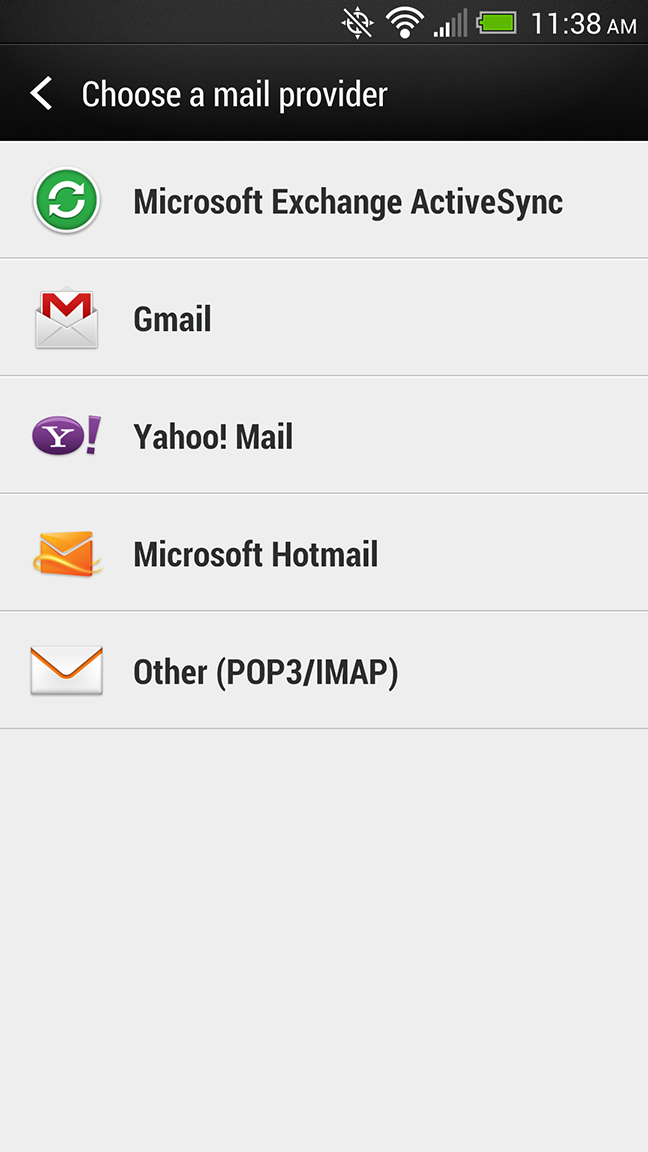 11:38 AM
Choose a mail provider
Microsoft Exchange ActiveSync
Gmail
Y! Yahoo! Mail
Microsoft Hotmail
Other (POP3/IMAP)